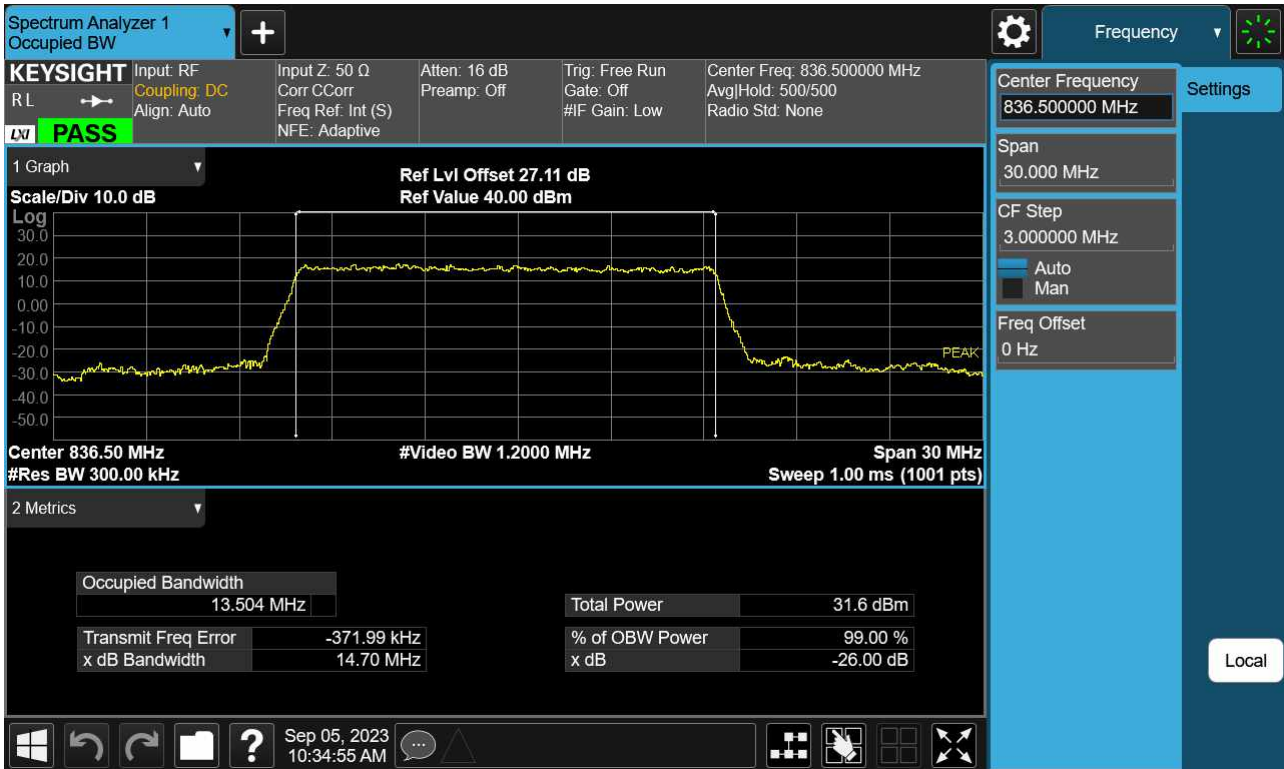 Spectrum Analyzer 1
Occupied BW
Frequency
KEYSIGHT
R L
LXI
PASS
Input: RF
Coupling: DC
Align: Auto
Input Z: 50 Ω
Corr CCorr
Freq Ref: Int (S)
NFE: Adaptive
Atten: 16 dB
Preamp: Off
Trig: Free Run
Gate: Off
#IF Gain: Low
Center Freq: 836.500000 MHz
Avg|Hold: 500/500
Radio Std: None
Center Frequency
836.500000 MHz
Settings
Span
30.000 MHz
CF Step
3.000000 MHz
Auto
Man
Freq Offset
0 Hz
Local
1 Graph
Ref Lvl Offset 27.11 dB
Scale/Div 10.0 dB
Ref Value 40.00 dBm
Log
30.0
20.0
10.0
0.00
-10.0
-20.0
-30.0
-40.0
-50.0
PEAK
Center 836.50 MHz
#Video BW 1.2000 MHz
Span 30 MHz
#Res BW 300.00 kHz
Sweep 1.00 ms (1001 pts)
2 Metrics
Occupied Bandwidth
13.504 MHz
Total Power 31.6 dBm
Transmit Freq Error -371.99 kHz
% of OBW Power 99.00 %
x dB Bandwidth 14.70 MHz
x dB -26.00 dB
Sep 05, 2023
10:34:55 AM